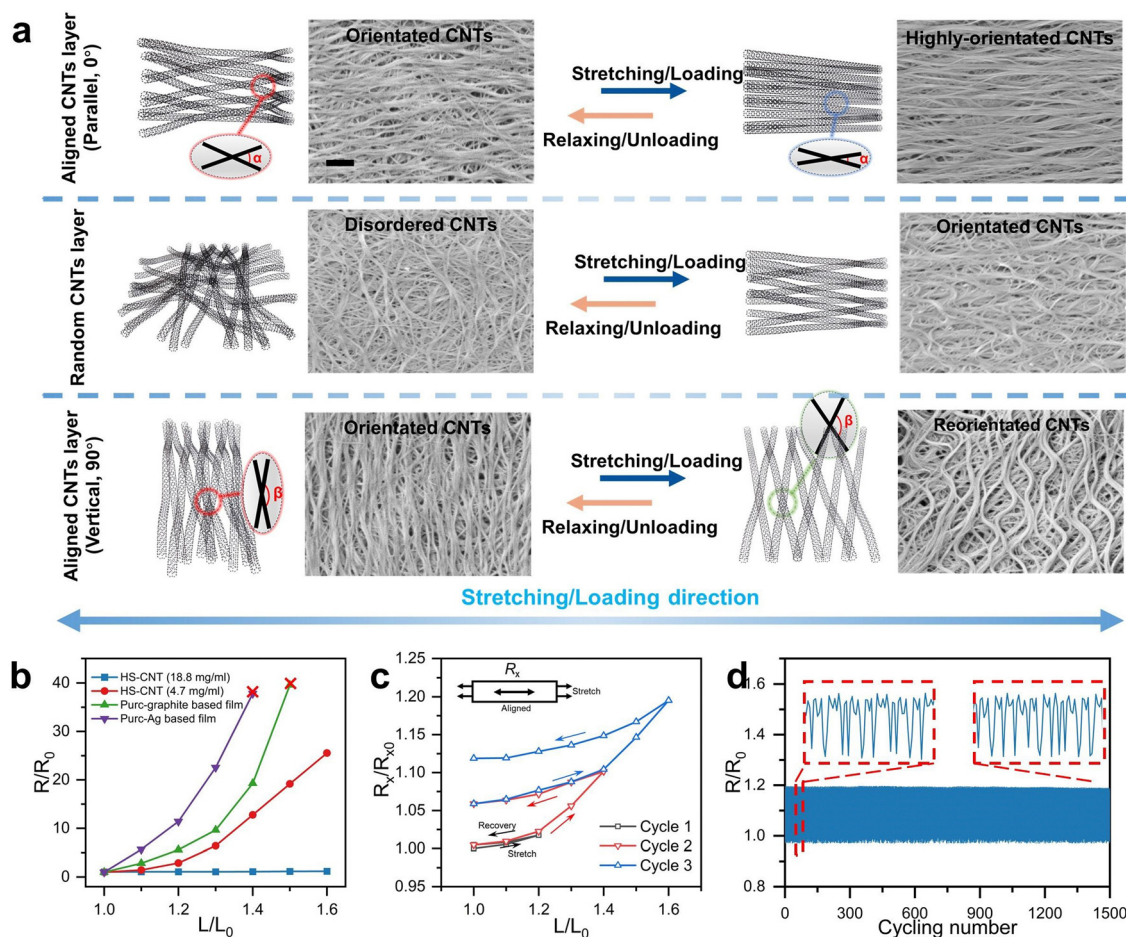 a
Aligned CNTs layer
(Parallel, 0°)
Orientated CNTs
α
Stretching/Loading
Relaxing/Unloading
α
Highly-orientated CNTs
Random CNTs layer
Disordered CNTs
Stretching/Loading
Relaxing/Unloading
Orientated CNTs
Aligned CNTs layer
(Vertical, 90°)
β
Orientated CNTs
Stretching/Loading
Relaxing/Unloading
β
Reorientated CNTs
Stretching/Loading direction
b
HS-CNT (18.8 mg/ml)
HS-CNT (4.7 mg/ml)
Purc-graphite based film
Purc-Ag based film
R/R0
40
30
20
10
0
1.0 1.2 1.4 1.6
L/L0
c
Rx
Stretch
Aligned
Rx/Rx0
1.25
1.20
1.15
1.10
1.05
1.00
0.95
Recovery
Stretch
Cycle 1
Cycle 2
Cycle 3
1.0 1.2 1.4 1.6
L/L0
d
R/R0
1.6
1.4
1.2
1.0
0.8
0 300 600 900 1200 1500
Cycling number